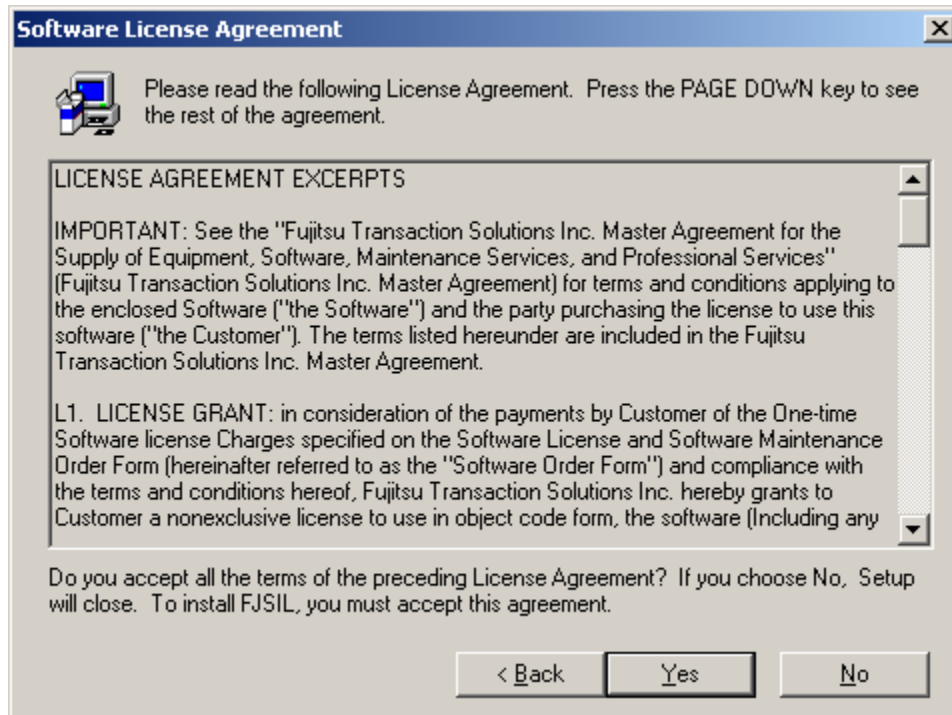 Software License Agreement
Please read the following License Agreement.  Press the PAGE DOWN key to see
the rest of the agreement.
LICENSE AGREEMENT EXCERPTS
IMPORTANT: See the "Fujitsu Transaction Solutions Inc. Master Agreement for the
Supply of Equipment, Software, Maintenance Services, and Professional Services"
(Fujitsu Transaction Solutions Inc. Master Agreement) for terms and conditions applying to
the enclosed Software ("the Software") and the party purchasing the license to use this
software ("the Customer"). The terms listed hereunder are included in the Fujitsu
Transaction Solutions Inc. Master Agreement.
L1.  LICENSE GRANT: in consideration of the payments by Customer of the One-time
Software license Charges specified on the Software License and Software Maintenance
Order Form (hereinafter referred to as the "Software Order Form") and compliance with
the terms and conditions hereof, Fujitsu Transaction Solutions Inc. hereby grants to
Customer a nonexclusive license to use in object code form, the software (Including any
Do you accept all the terms of the preceding License Agreement?  If you choose No,  Setup
will close.  To install FJSIL, you must accept this agreement.
< Back Yes No